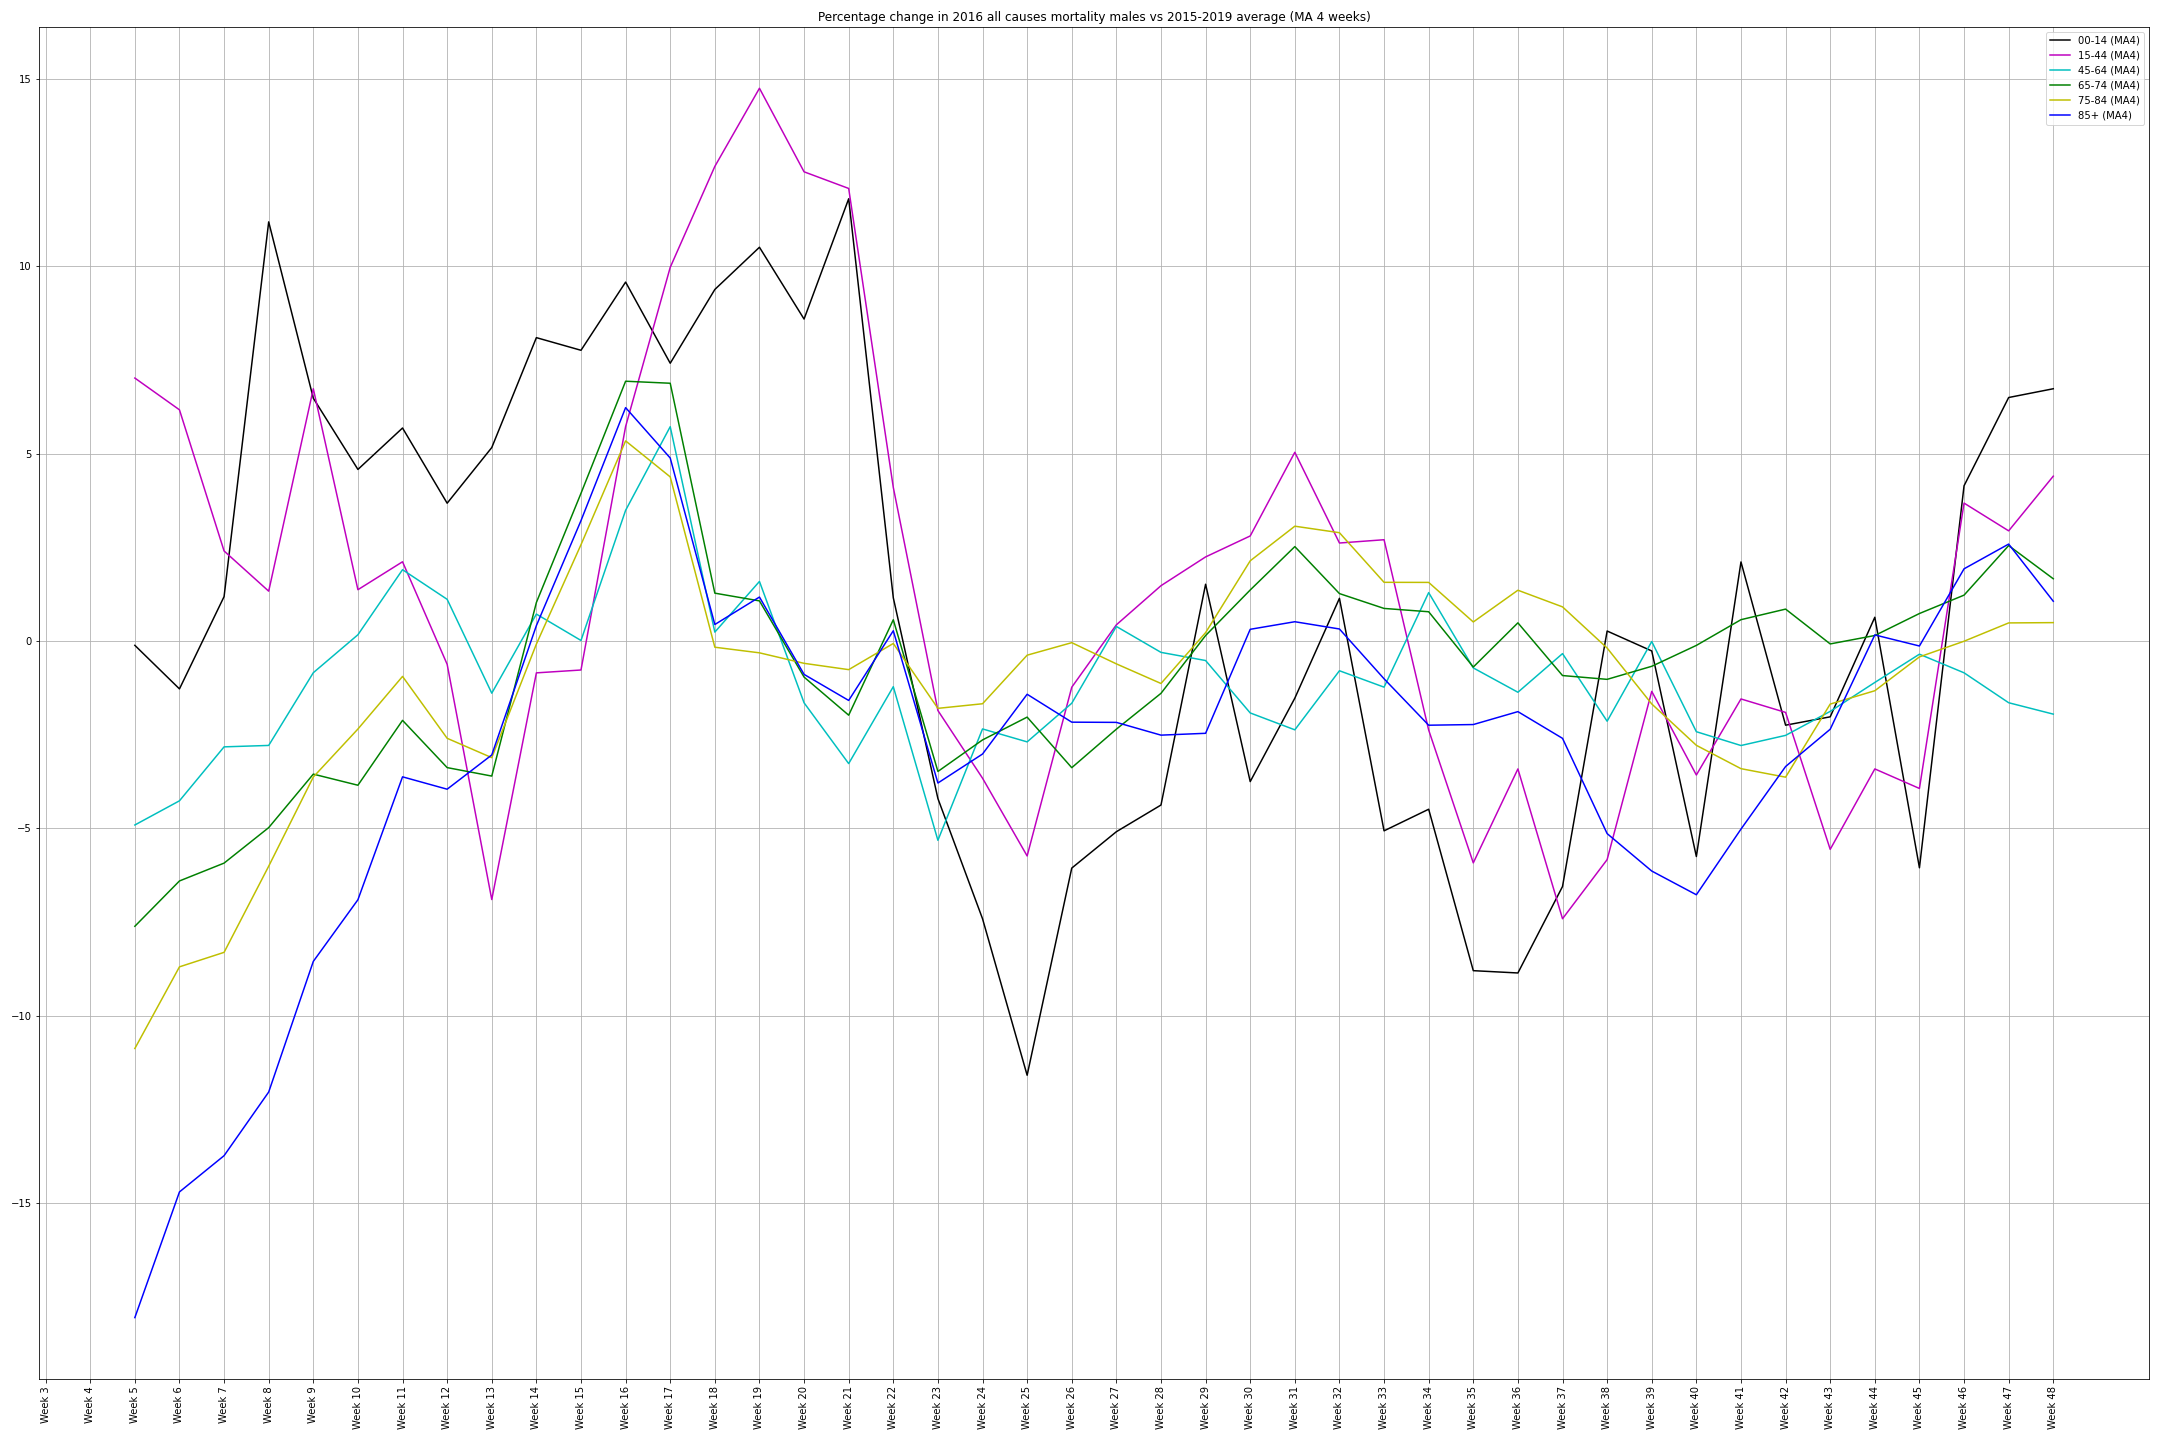 Percentage change in 2016 all causes mortality males vs 2015-2019 average (MA 4 weeks)
00-14 (MA4)
15-44 (MA4)
45-64 (MA4)
65-74 (MA4)
75-84 (MA4)
85+ (MA4)
15
10
5
0
−5
−10
−15
Week 3
Week 4
Week 5
Week 6
Week 7
Week 8
Week 9
Week 10
Week 11
Week 12
Week 13
Week 14
Week 15
Week 16
Week 17
Week 18
Week 19
Week 20
Week 21
Week 22
Week 23
Week 24
Week 25
Week 26
Week 27
Week 28
Week 29
Week 30
Week 31
Week 32
Week 33
Week 34
Week 35
Week 36
Week 37
Week 38
Week 39
Week 40
Week 41
Week 42
Week 43
Week 44
Week 45
Week 46
Week 47
Week 48